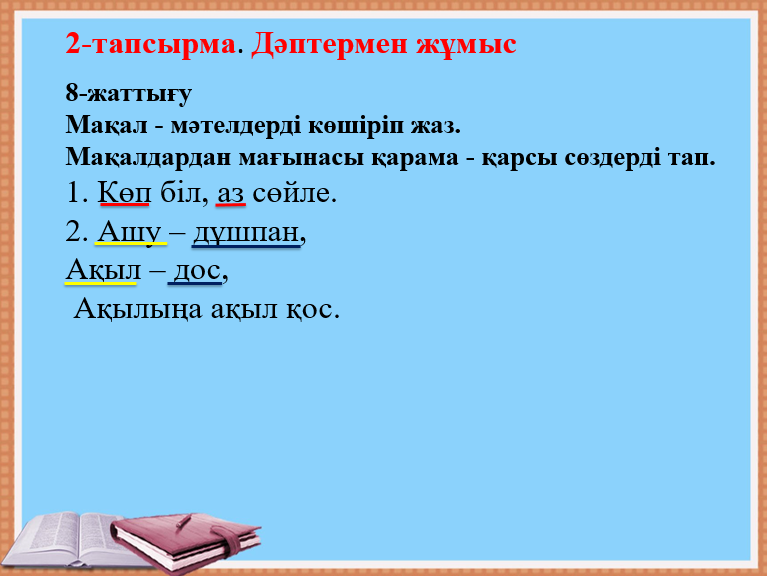 2-тапсырма. Дәптермен жұмыс
8-жаттығу
Мақал - мәтелдерді көшіріп жаз.
Мақалдардан мағынасы қарама - қарсы сөздерді тап.
1. Көп біл, аз сөйле.
2. Ашу – дұшпан,
Ақыл – дос,
Ақылыңа ақыл қос.